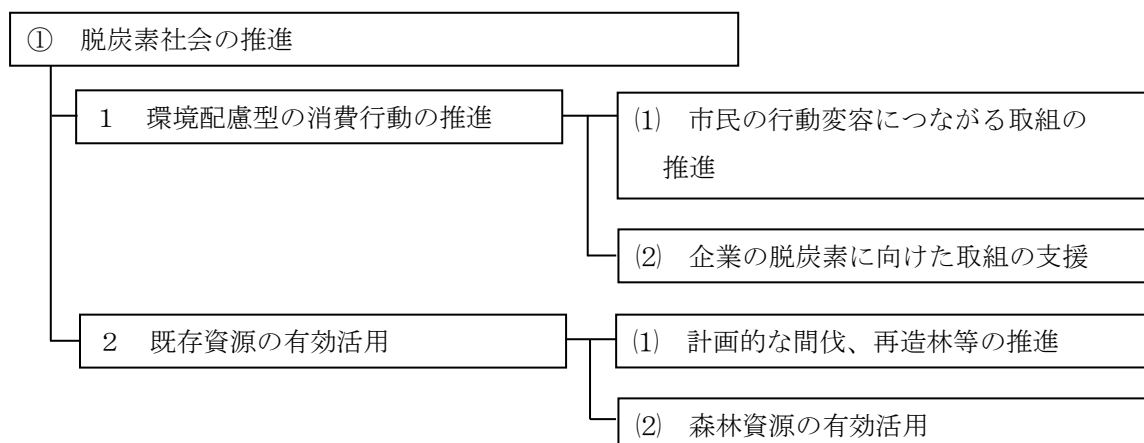 ① 脱炭素社会の推進
1 環境配慮型の消費行動の推進
⑴ 市民の行動変容につながる取組の
推進
⑵ 企業の脱炭素に向けた取組の支援
2 既存資源の有効活用
⑴ 計画的な間伐、再造林等の推進
⑵ 森林資源の有効活用